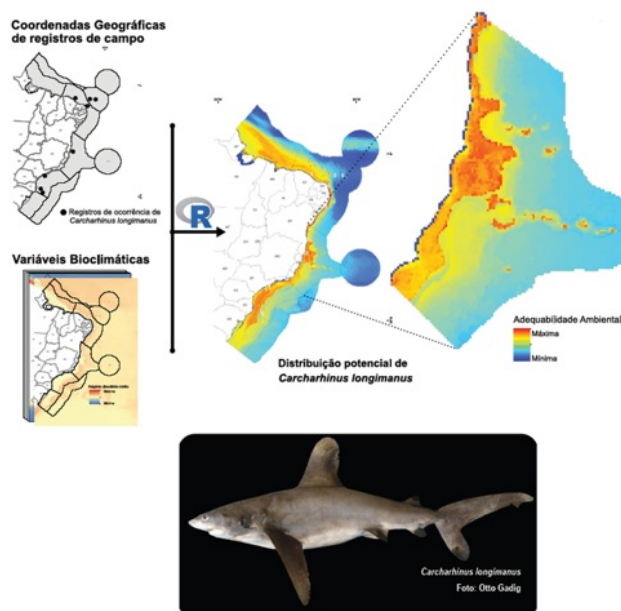 Coordenadas Geográficas
de registros de campo
Registros de ocorrência de
Carcharhinus longimanus
R
Variáveis Bioclimáticas
Distribuição potencial de
Carcharhinus longimanus
Adequabilidade Ambiental
Máxima
Mínima
Carcharhinus longimanus
Foto: Otto Gadig